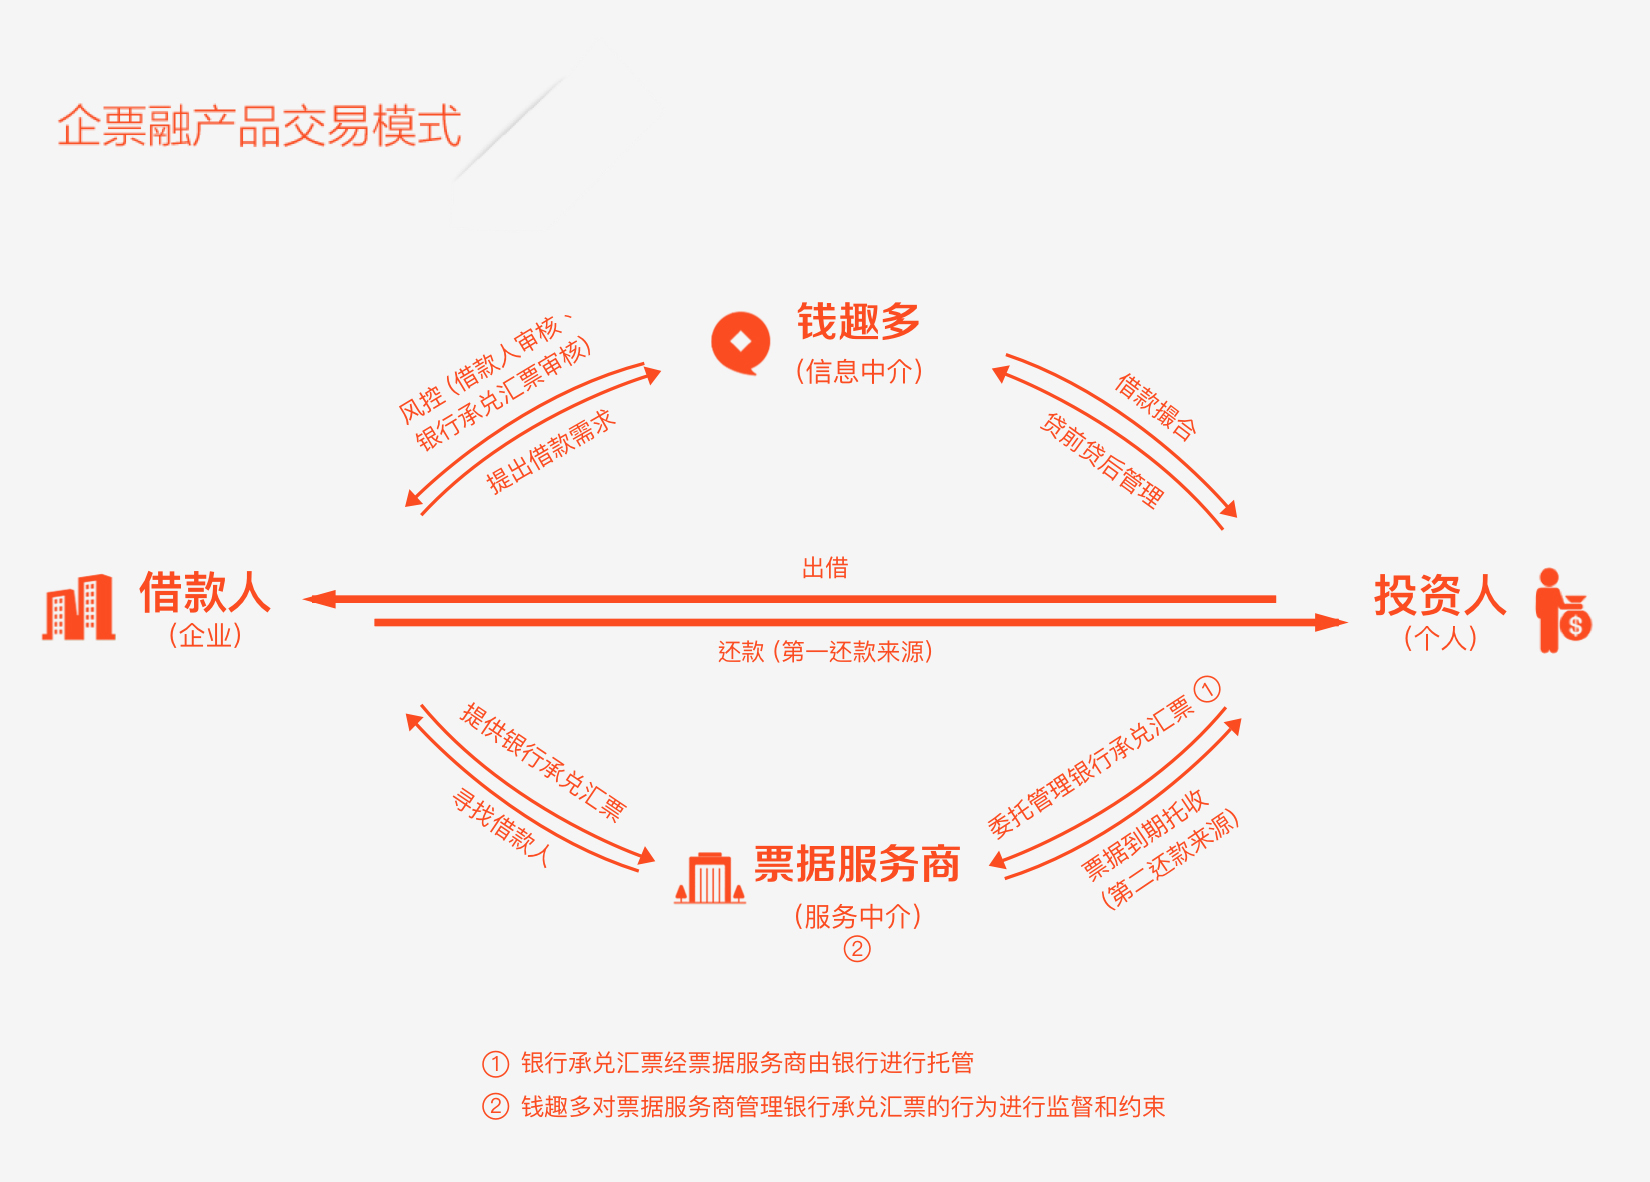 企票融产品交易模式
钱趣多
(信息中介)
风控 (借款人审核、
银行承兑汇票审核)
提出借款需求
借款撮合
贷前贷后管理
出借
借款人
(企业)
投资人
(个人)
$
还款 (第一还款来源)
提供银行承兑汇票
寻找借款人
委托管理银行承兑汇票 ①
票据到期托收
(第二还款来源)
票据服务商
(服务中介)
②
① 银行承兑汇票经票据服务商由银行进行托管
② 钱趣多对票据服务商管理银行承兑汇票的行为进行监督和约束